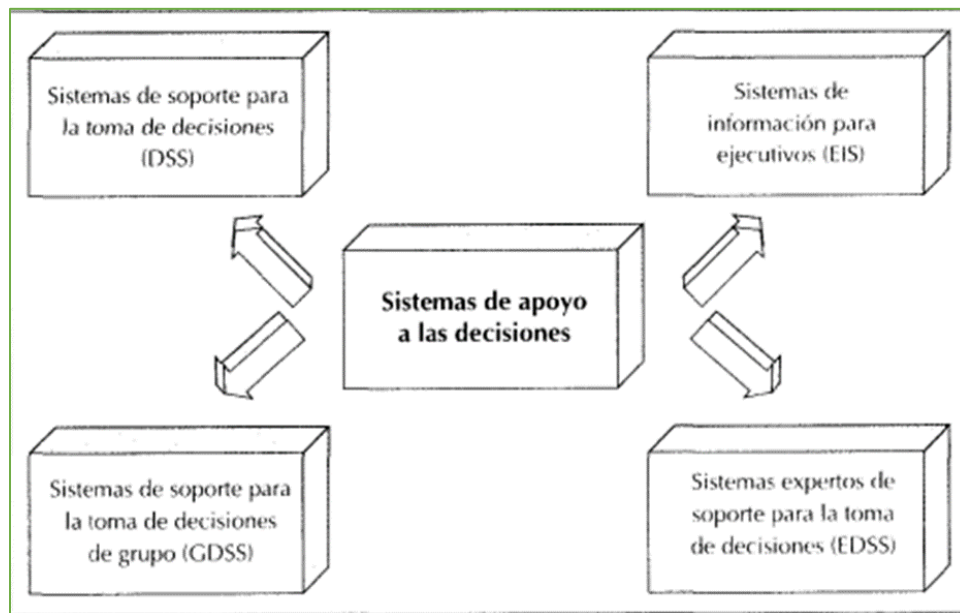 Sistemas de soporte para
la toma de decisiones
(DSS)
Sistemas de
información para
ejecutivos (EIS)
Sistemas de apoyo
a las decisiones
Sistemas de soporte para
la toma de decisiones
de grupo (GDSS)
Sistemas expertos de
soporte para la toma
de decisiones (EDSS)